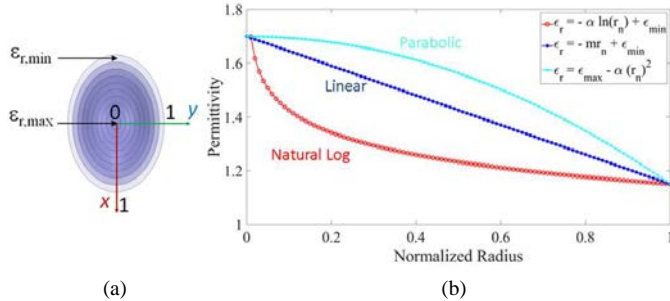 ε_r,min
ε_r,max
0
1
y
x
1
(a)
Permittivity
1.8
1.6
1.4
1.2
1
0
0.2
0.4
0.6
0.8
1
Normalized Radius
Parabolic
Linear
Natural Log
ϵ_r = - α ln(r_n) + ϵ_min
ϵ_r = - mr_n + ϵ_min
ϵ_r = ϵ_max - α (r_n)^2
(b)